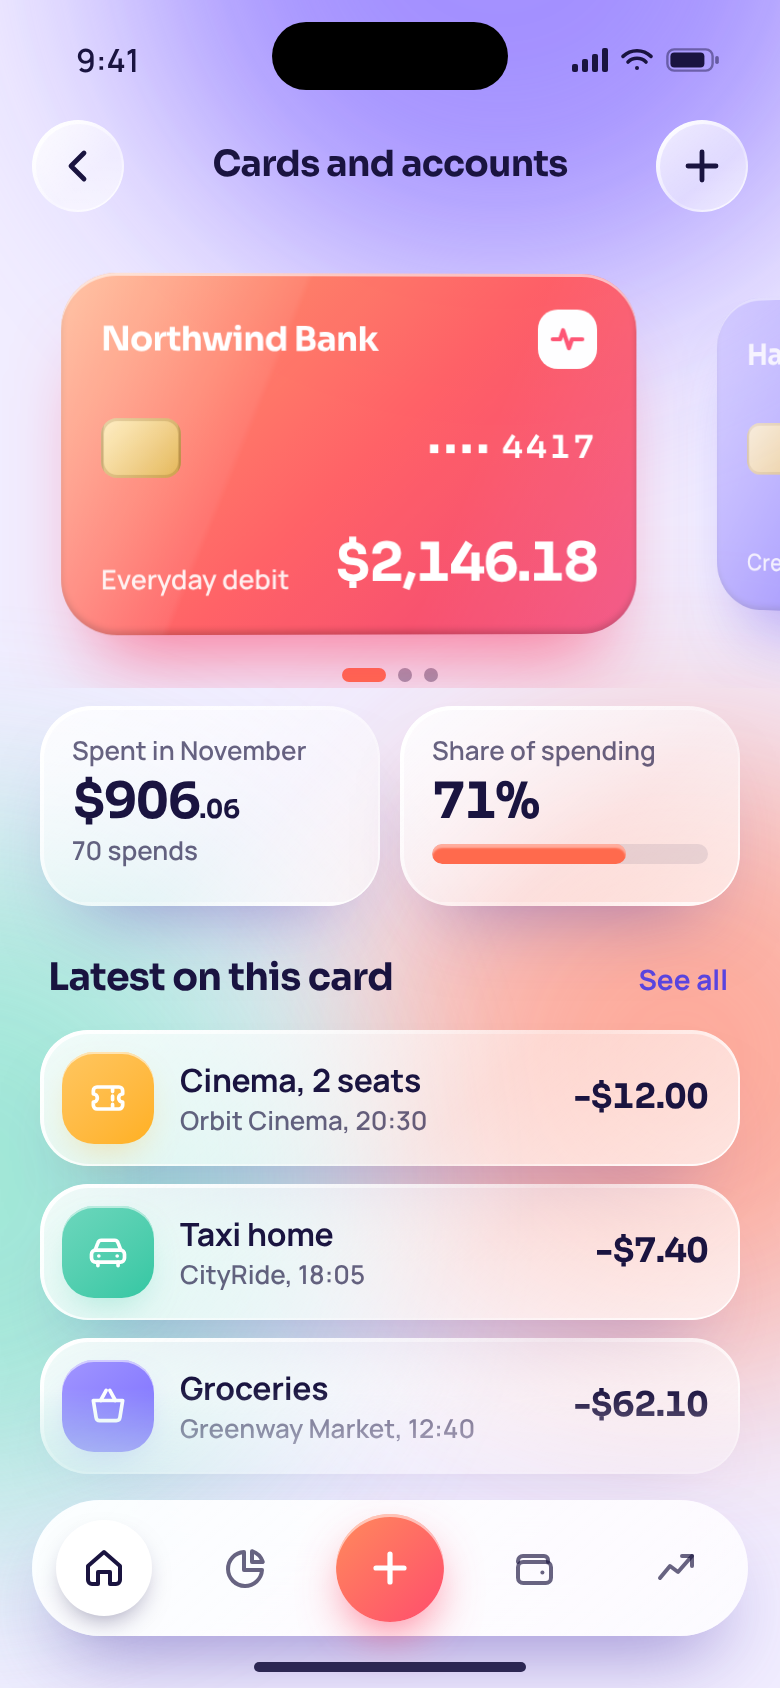 9:41
Cards and accounts
Northwind Bank
•••• 4417
Everyday debit
$2,146.18
Ha
Cre
Spent in November
$906.06
70 spends
Share of spending
71%
Latest on this card
See all
Cinema, 2 seats
Orbit Cinema, 20:30
-$12.00
Taxi home
CityRide, 18:05
-$7.40
Groceries
Greenway Market, 12:40
-$62.10